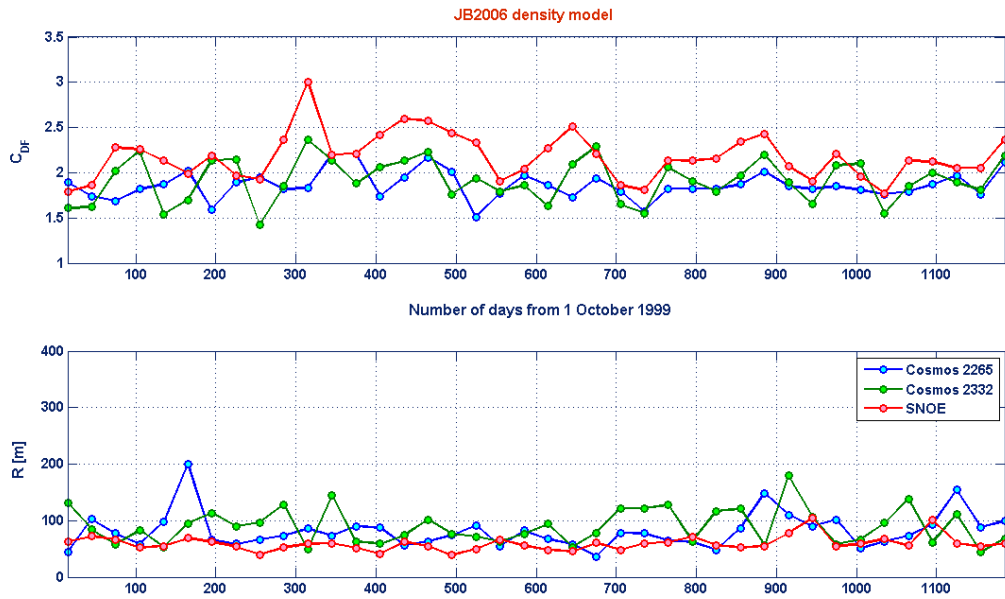 JB2006 density model
3.5
3
2.5
2
1.5
1
C_DF
100 200 300 400 500 600 700 800 900 1000 1100
Number of days from 1 October 1999
400
300
200
100
0
R [m]
Cosmos 2265
Cosmos 2332
SNOE
100 200 300 400 500 600 700 800 900 1000 1100